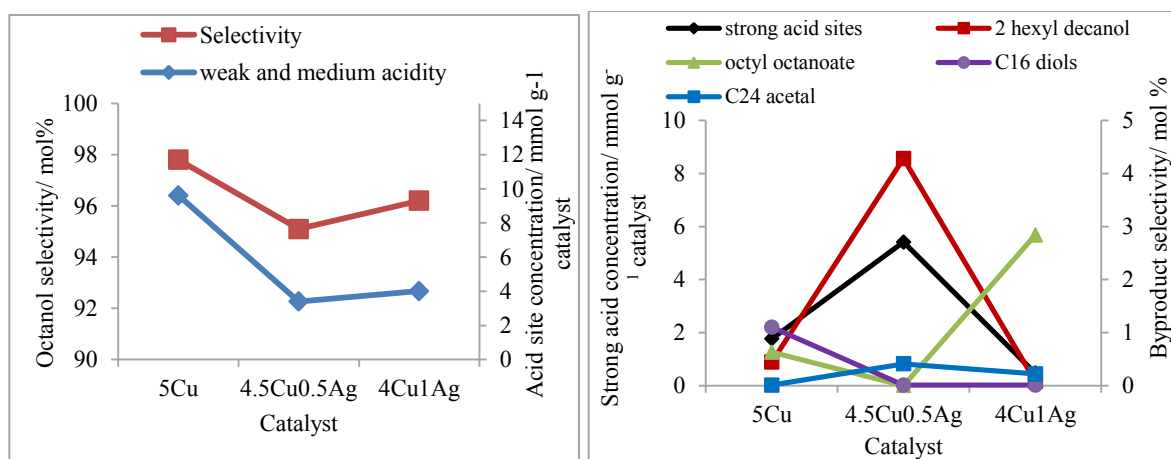 Selectivity
weak and medium acidity
Octanol selectivity/ mol%
100
98
96
94
92
90
14
12
10
8
6
4
2
0
Acid site concentration/ mmol g-1
catalyst
5Cu 4.5Cu0.5Ag 4Cu1Ag
Catalyst
strong acid sites 2 hexyl decanol
octyl octanoate C16 diols
C24 acetal
Strong acid concentration/ mmol g-
1 catalyst
10
8
6
4
2
0
5
4
3
2
1
0
Byproduct selectivity/ mol %
5Cu 4.5Cu0.5Ag 4Cu1Ag
Catalyst